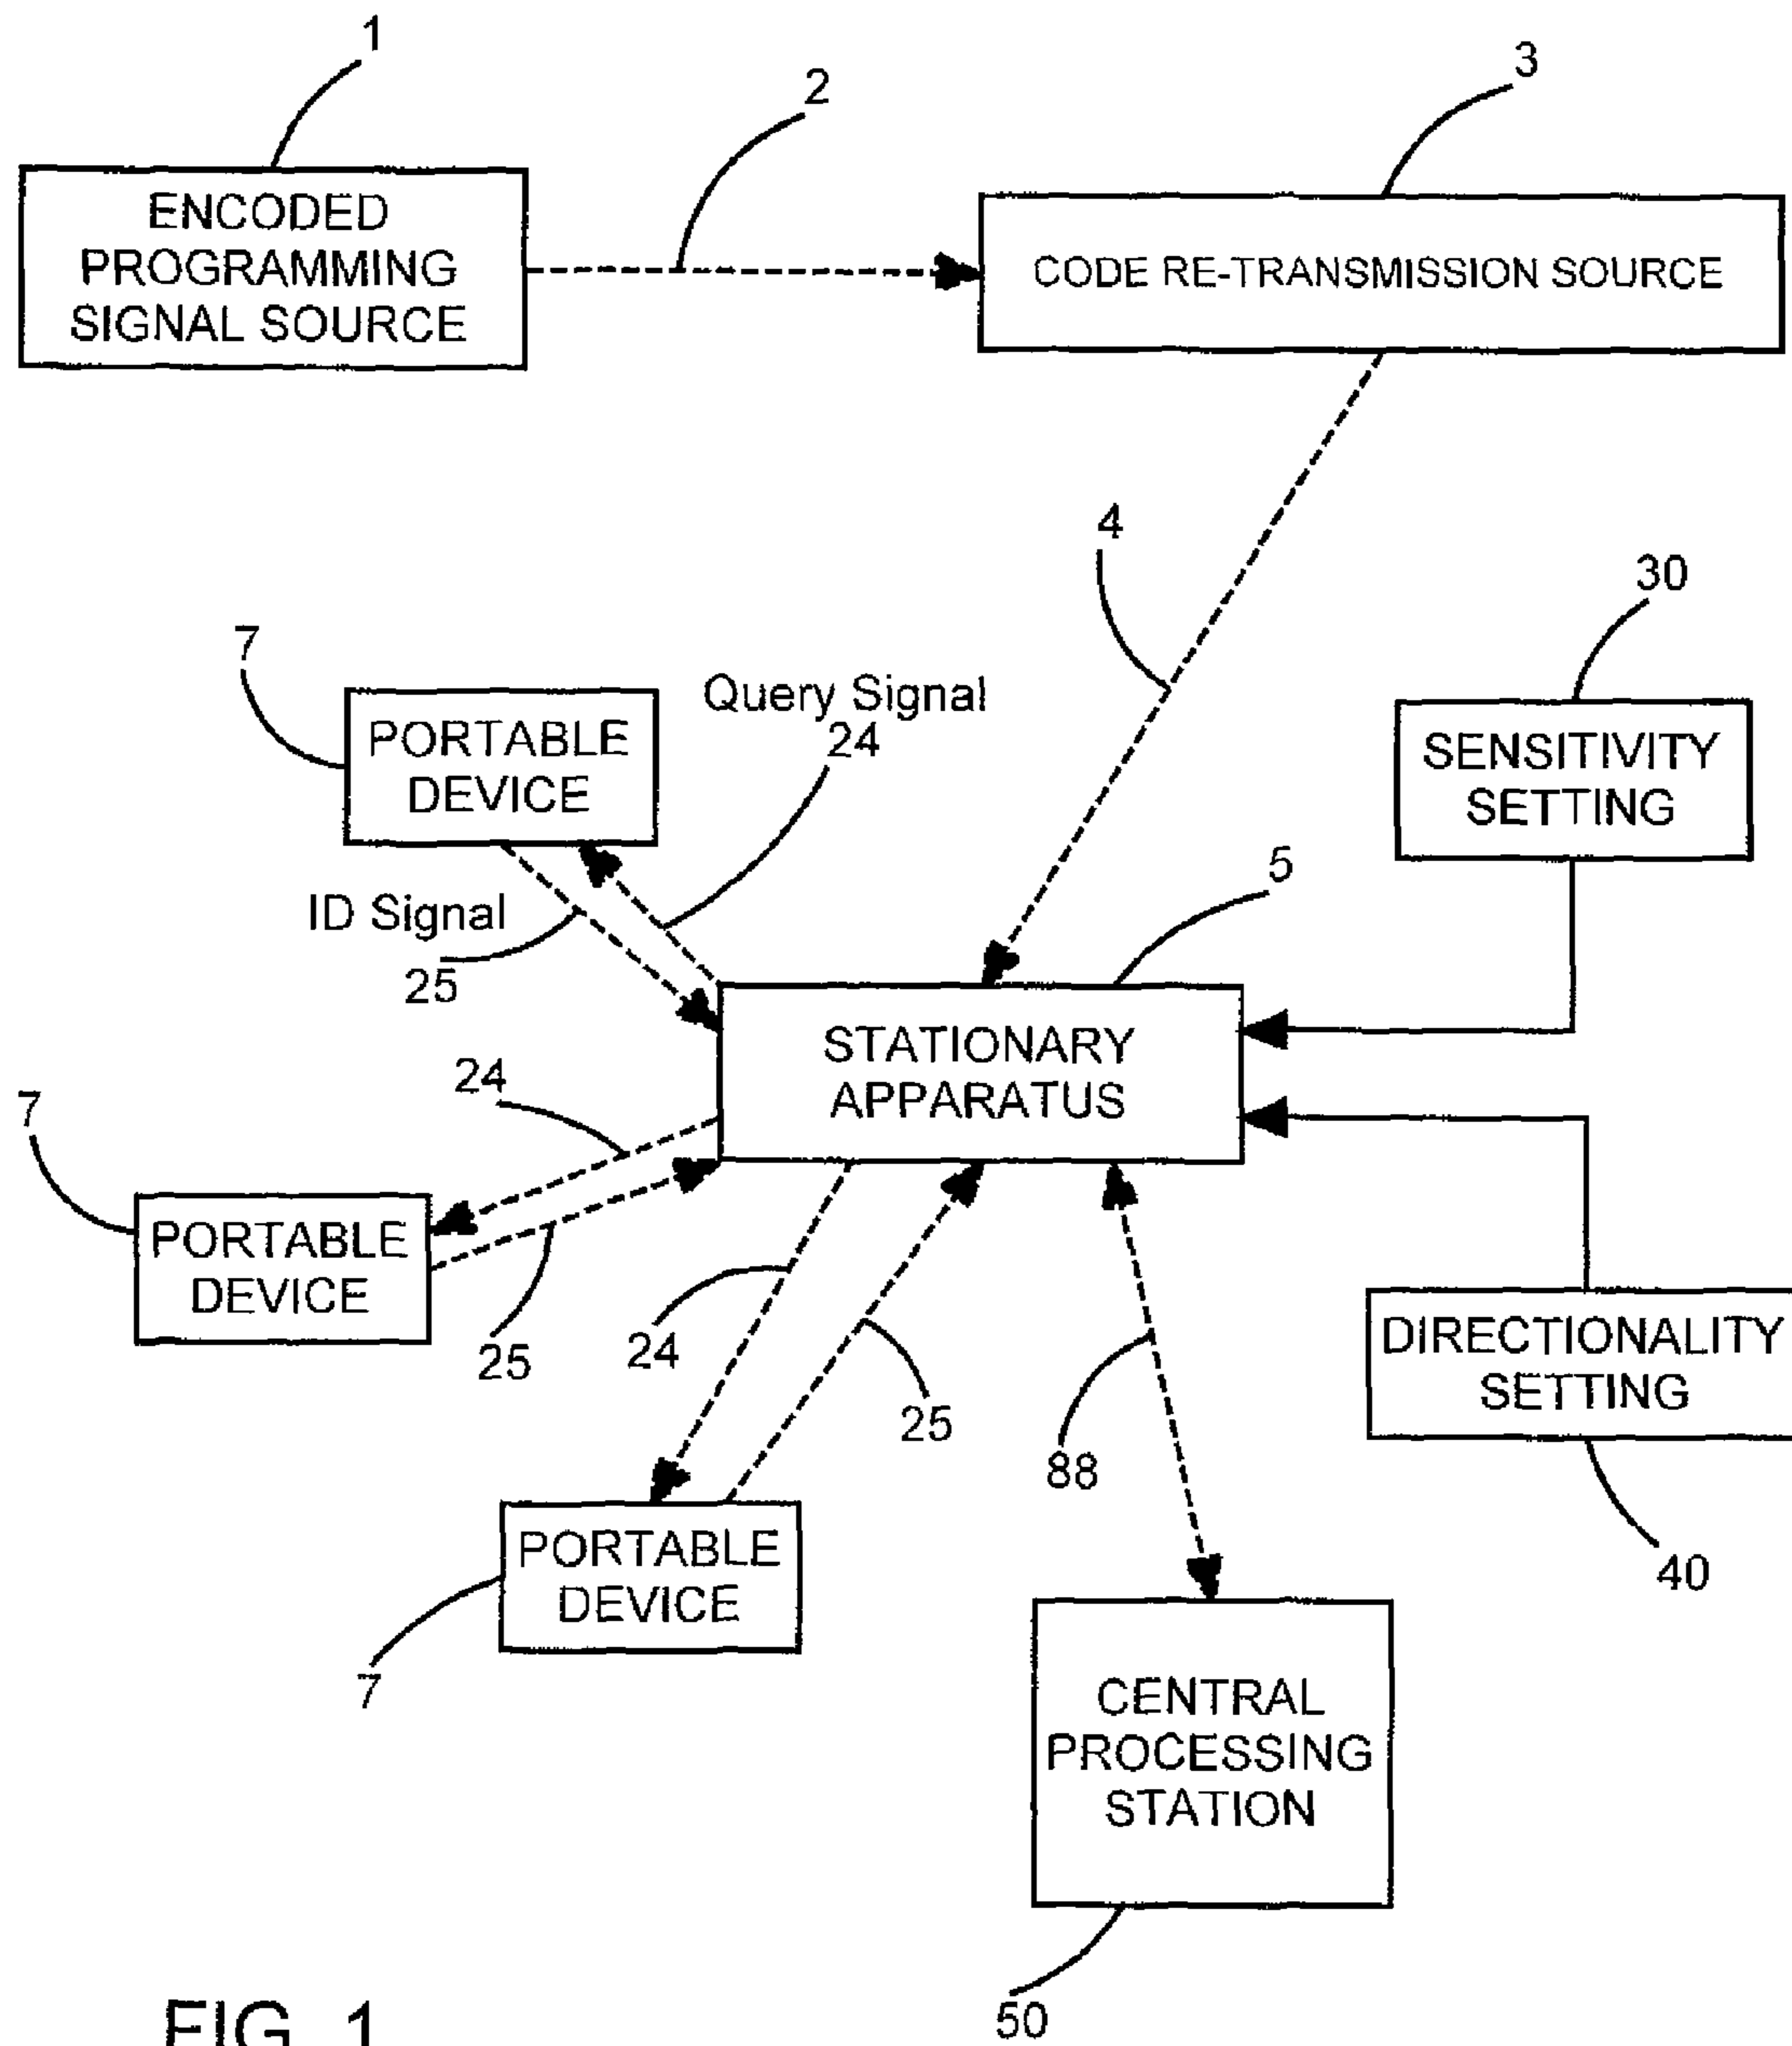 1
2
3
ENCODED
PROGRAMMING
SIGNAL SOURCE
CODE RE-TRANSMISSION SOURCE
4
30
7
Query Signal
24
PORTABLE
DEVICE
SENSITIVITY
SETTING
5
ID Signal
25
STATIONARY
APPARATUS
24
7
PORTABLE
DEVICE
25
24
25
88
DIRECTIONALITY
SETTING
40
PORTABLE
DEVICE
7
CENTRAL
PROCESSING
STATION
50
FIG. 1